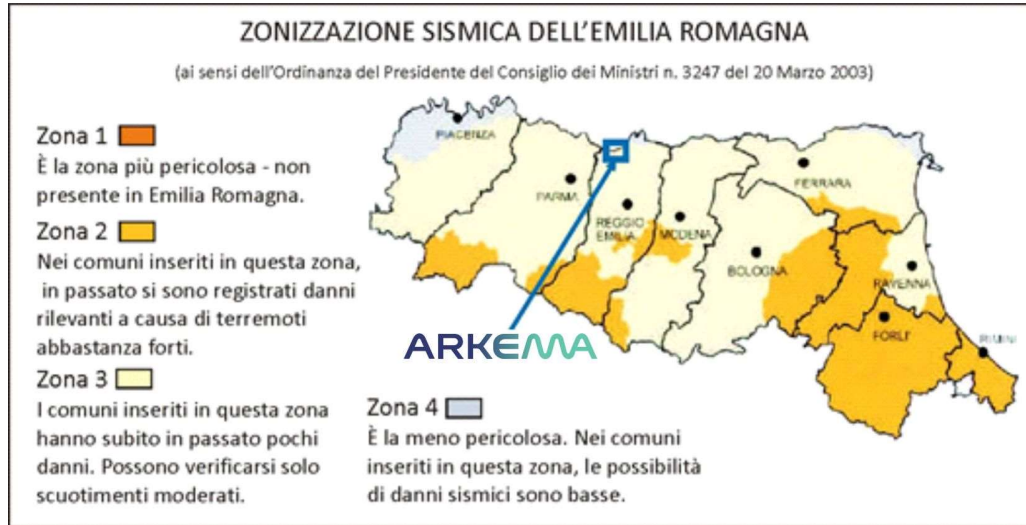 ZONIZZAZIONE SISMICA DELL'EMILIA ROMAGNA
(ai sensi dell'Ordinanza del Presidente del Consiglio dei Ministri n. 3247 del 20 Marzo 2003)
Zona 1
È la zona più pericolosa - non
presente in Emilia Romagna.
Zona 2
Nei comuni inseriti in questa zona,
in passato si sono registrati danni
rilevanti a causa di terremoti
abbastanza forti.
Zona 3
I comuni inseriti in questa zona
hanno subito in passato pochi
danni. Possono verificarsi solo
scuotimenti moderati.
Zona 4
È la meno pericolosa. Nei comuni
inseriti in questa zona, le possibilità
di danni sismici sono basse.
PIACENZA
PARMA
REGGIO
EMILIA
MODENA
BOLOGNA
FERRARA
RAVENNA
FORLI'
RIMINI
ARKEMA